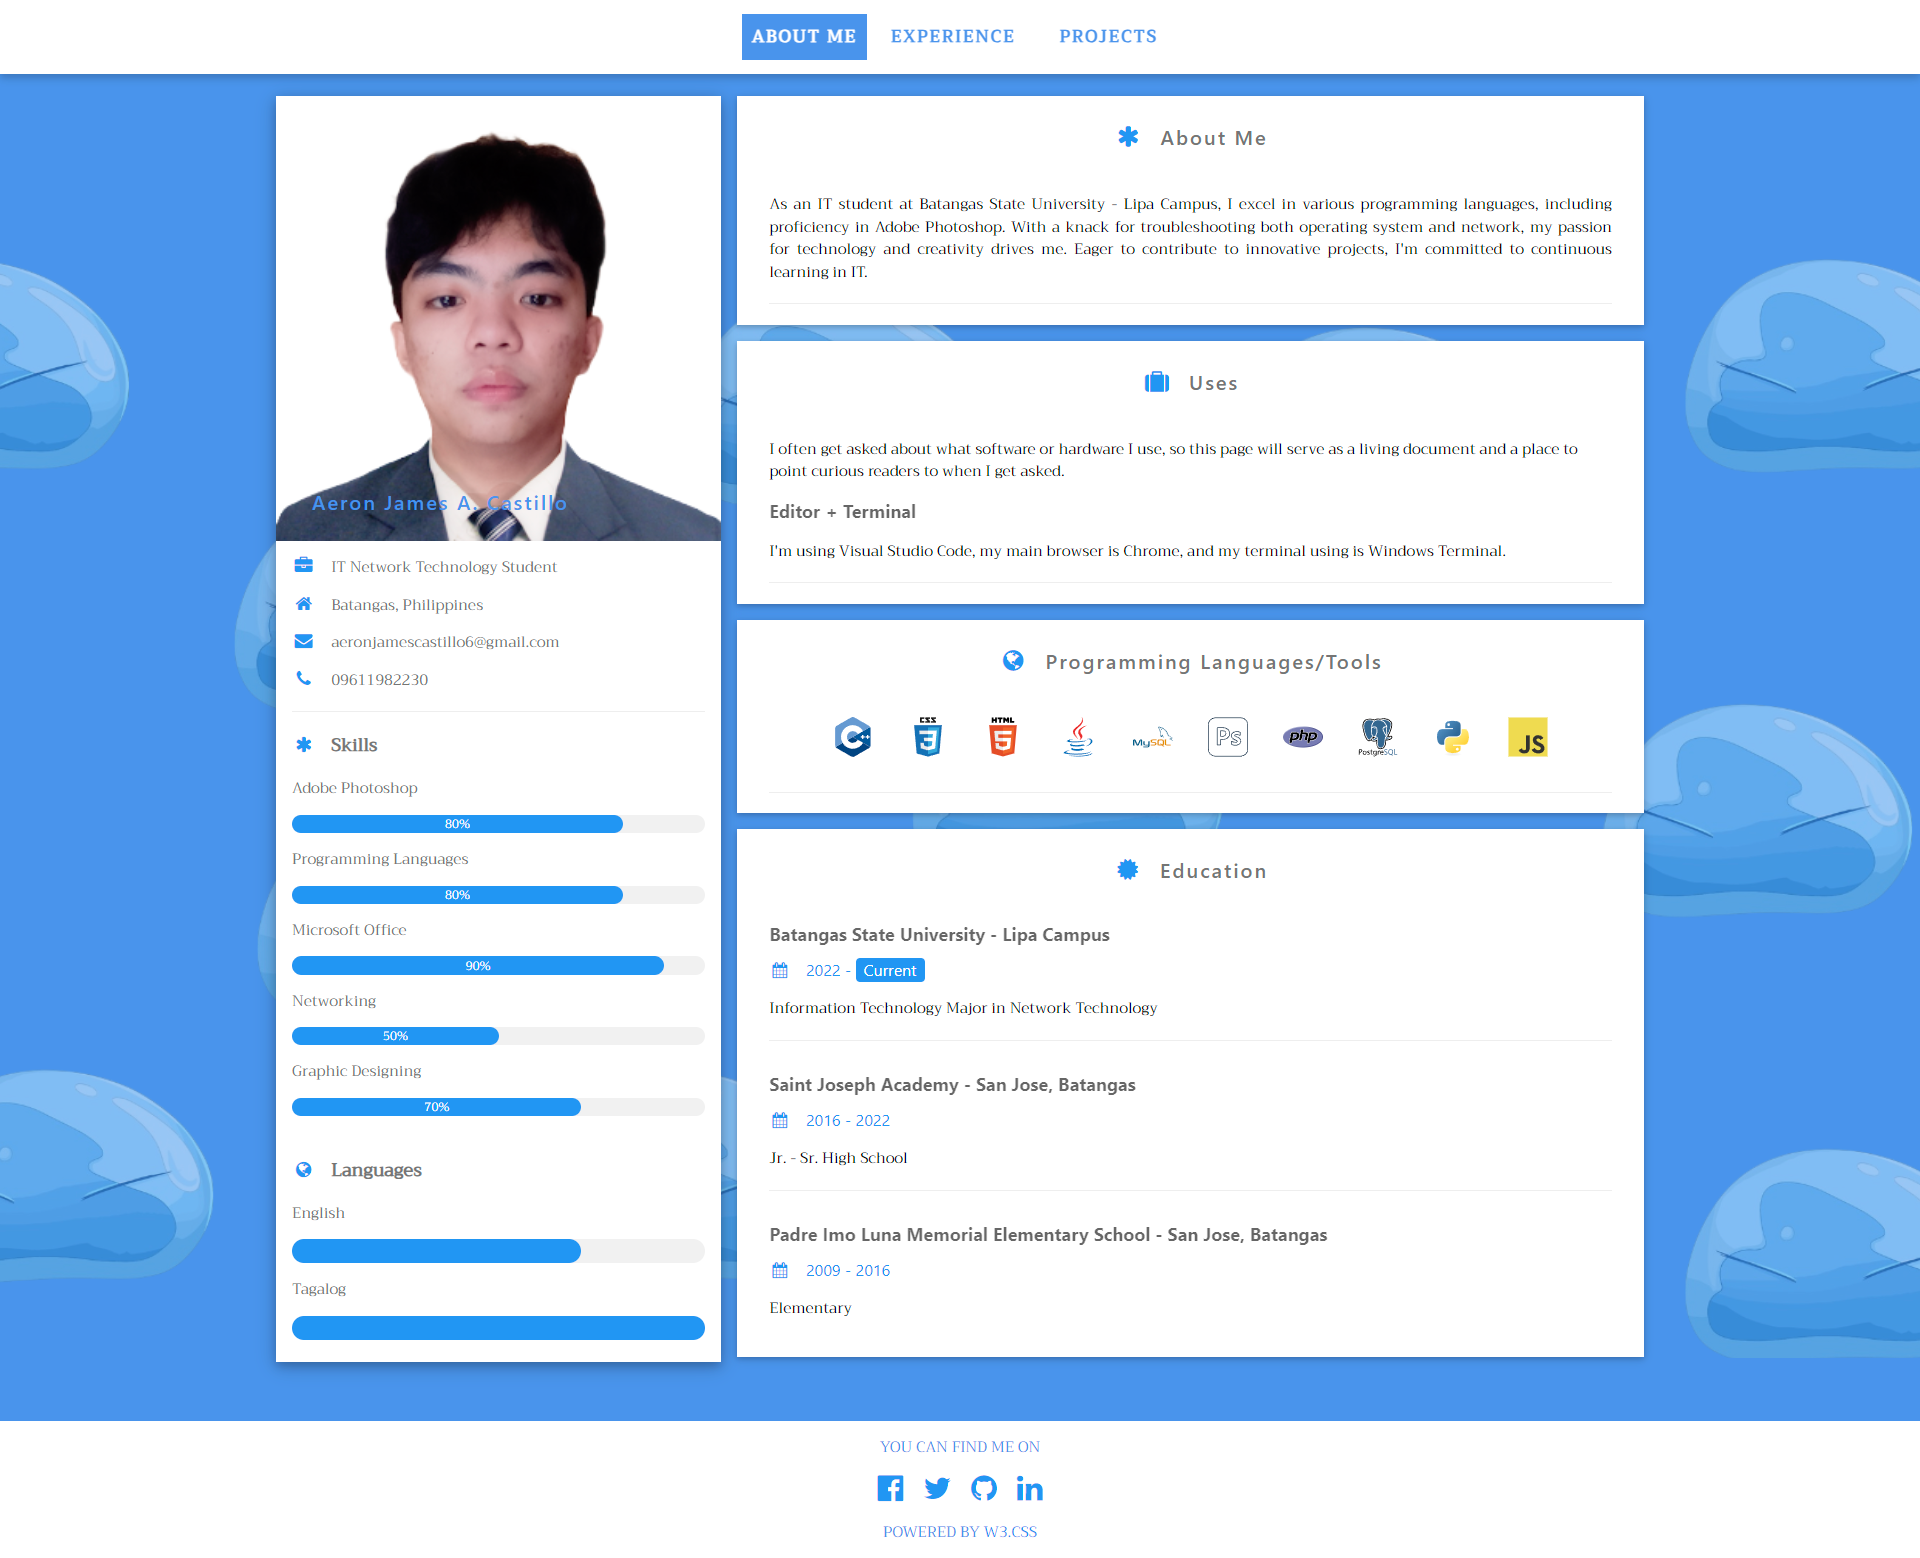 ABOUT ME
EXPERIENCE
PROJECTS
Aeron James A. Castillo
IT Network Technology Student
Batangas, Philippines
aeronjamescastillo6@gmail.com
09611982230
Skills
Adobe Photoshop
80%
Programming Languages
80%
Microsoft Office
90%
Networking
50%
Graphic Designing
70%
Languages
English
Tagalog
About Me
As an IT student at Batangas State University - Lipa Campus, I excel in various programming languages, including
proficiency in Adobe Photoshop. With a knack for troubleshooting both operating system and network, my passion
for technology and creativity drives me. Eager to contribute to innovative projects, I'm committed to continuous
learning in IT.
Uses
I often get asked about what software or hardware I use, so this page will serve as a living document and a place to
point curious readers to when I get asked.
Editor + Terminal
I'm using Visual Studio Code, my main browser is Chrome, and my terminal using is Windows Terminal.
Programming Languages/Tools
C++
CSS
3
HTML
5
MySQL
Ps
php
PostgreSQL
JS
Education
Batangas State University - Lipa Campus
2022 - Current
Information Technology Major in Network Technology
Saint Joseph Academy - San Jose, Batangas
2016 - 2022
Jr. - Sr. High School
Padre Imo Luna Memorial Elementary School - San Jose, Batangas
2009 - 2016
Elementary
YOU CAN FIND ME ON
POWERED BY W3.CSS